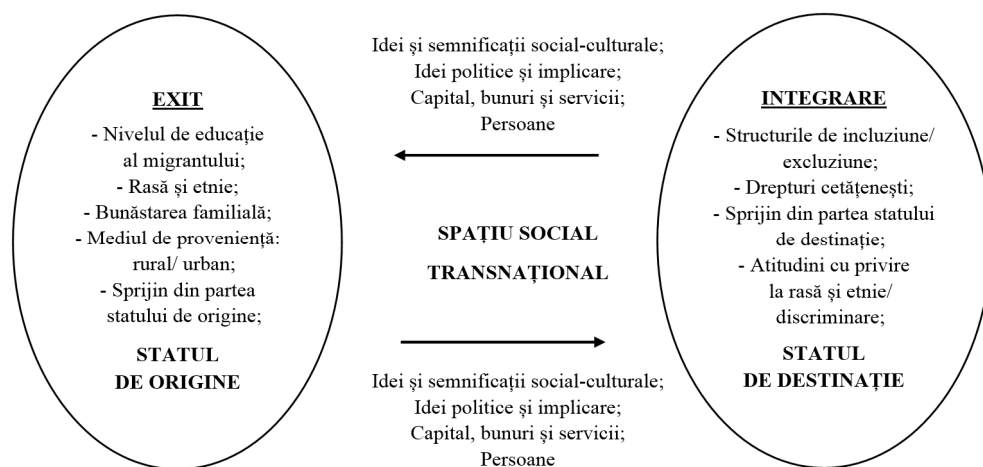 EXIT
- Nivelul de educație
al migrantului;
- Rasă și etnie;
- Bunăstarea familială;
- Mediul de proveniență:
rural/ urban;
- Sprijin din partea
statului de origine;
STATUL
DE ORIGINE
Idei și semnificații social-culturale;
Idei politice și implicare;
Capital, bunuri și servicii;
Persoane
SPAȚIU SOCIAL
TRANSNAȚIONAL
Idei și semnificații social-culturale;
Idei politice și implicare;
Capital, bunuri și servicii;
Persoane
INTEGRARE
- Structurile de incluziune/
excluziune;
- Drepturi cetățenești;
- Sprijin din partea statului
de destinație;
- Atitudini cu privire
la rasă și etnie/
discriminare;
STATUL
DE DESTINAȚIE